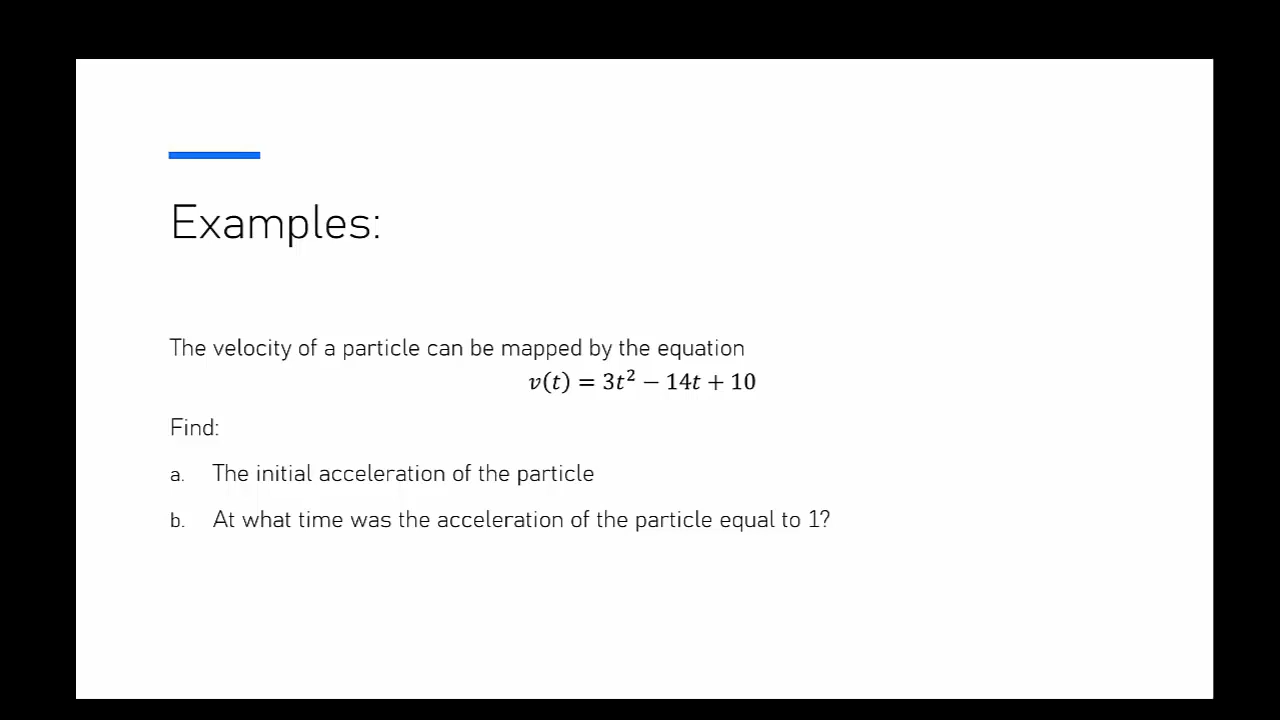 Examples:
The velocity of a particle can be mapped by the equation
v(t) = 3t² − 14t + 10
Find:
a. The initial acceleration of the particle
b. At what time was the acceleration of the particle equal to 1?